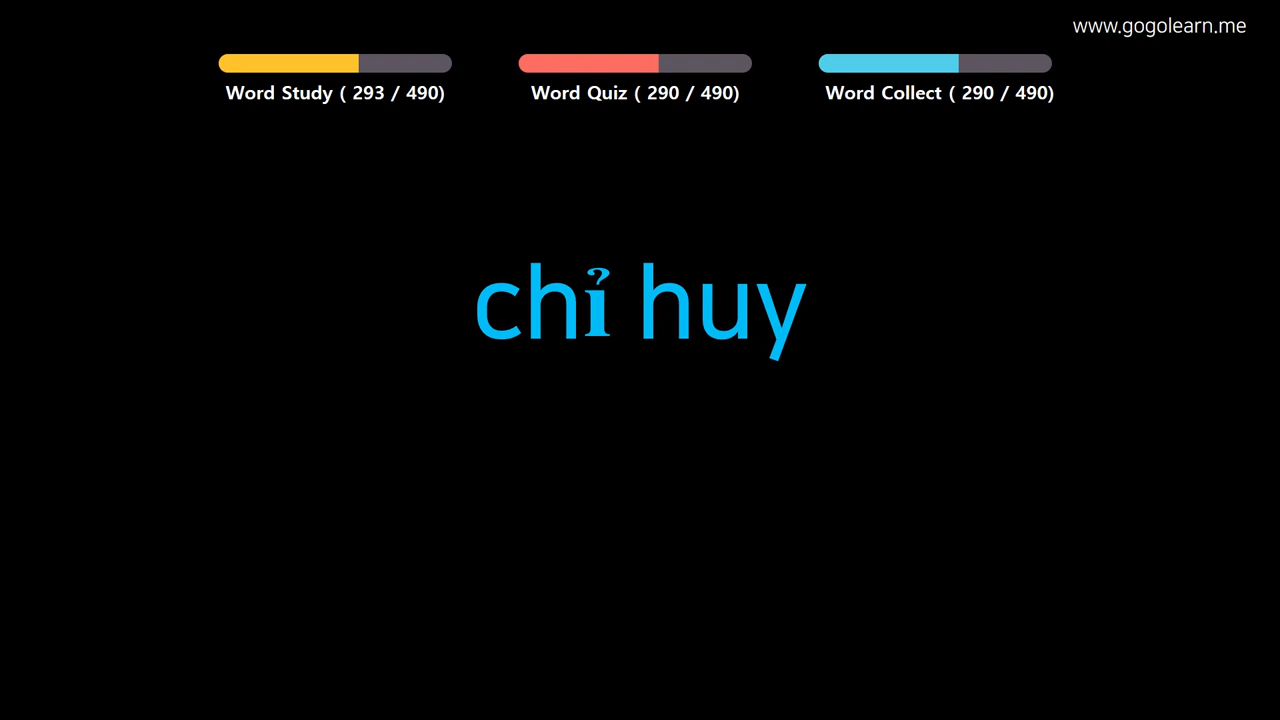 www.gogolearn.me
Word Study ( 293 / 490)
Word Quiz ( 290 / 490)
Word Collect ( 290 / 490)
chỉ huy